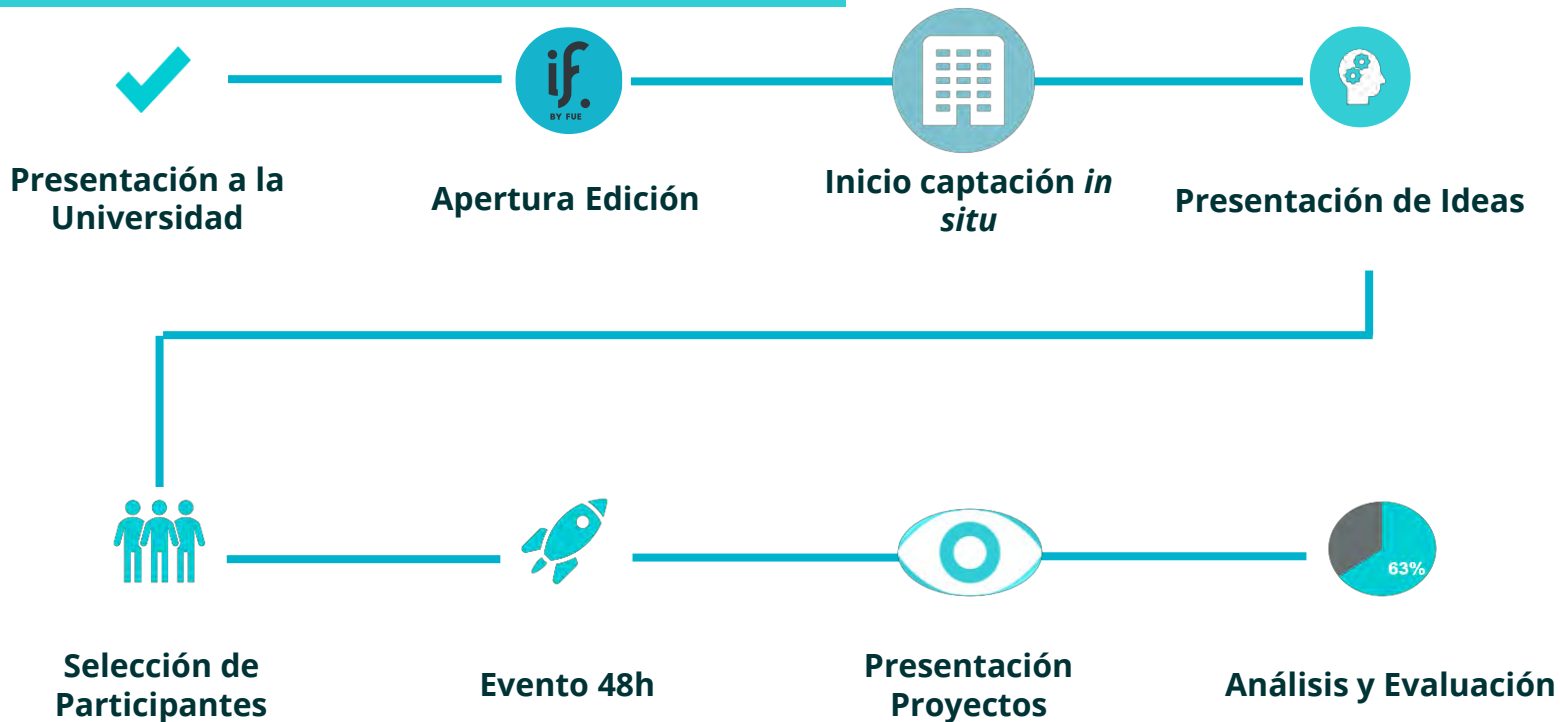 if.
BY FUE
Presentación a la
Universidad
Apertura Edición
Inicio captación in
situ
Presentación de Ideas
63%
Selección de
Participantes
Evento 48h
Presentación
Proyectos
Análisis y Evaluación